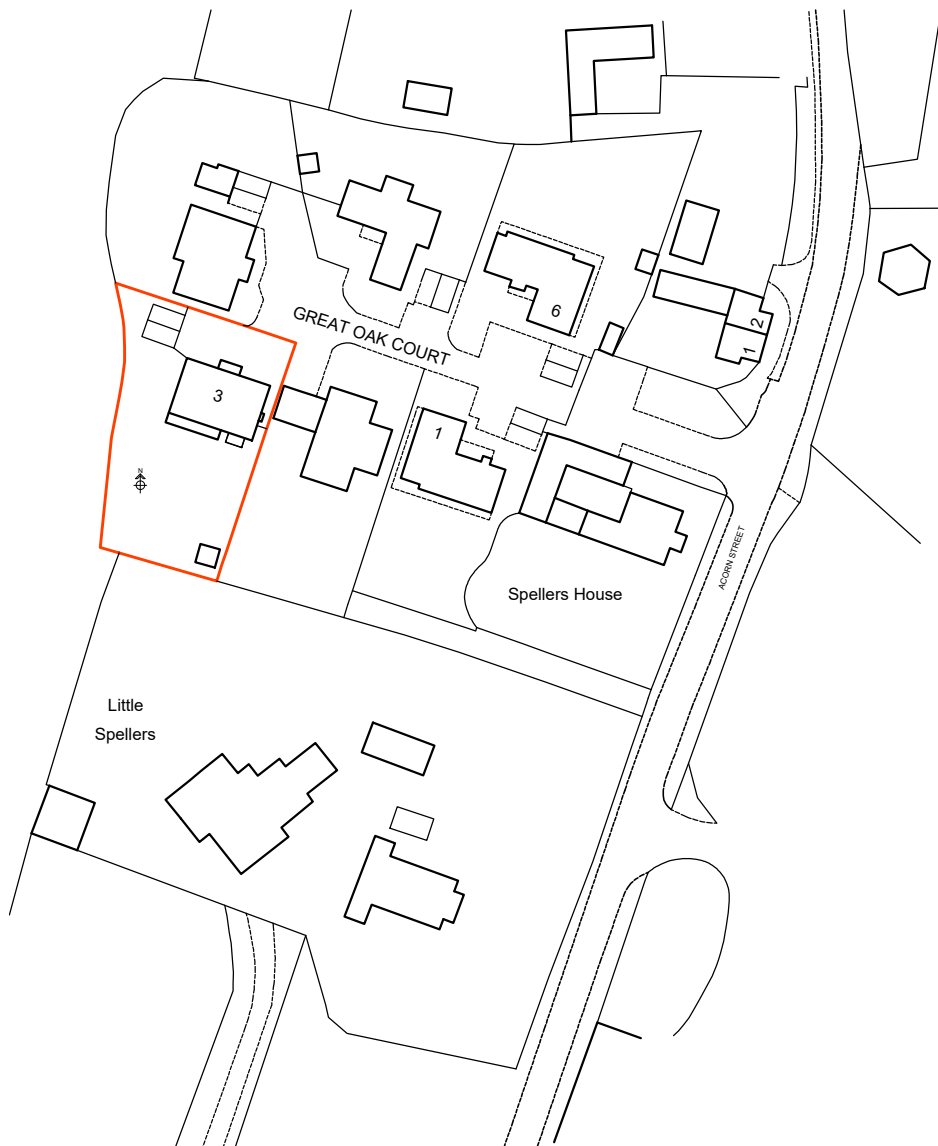 GREAT OAK COURT
6
2
1
3
1
N
ACORN STREET
Spellers House
Little
Spellers